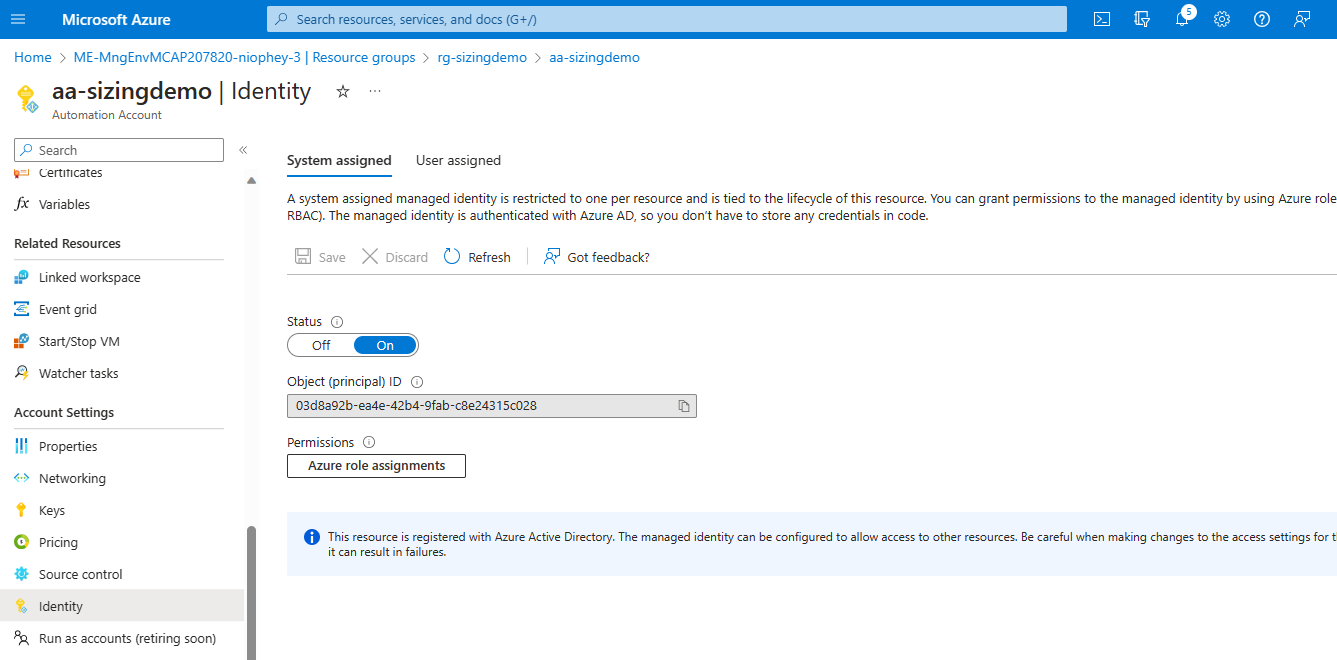 Microsoft Azure
Search resources, services, and docs (G+/)
5
Home > ME-MngEnvMCAP207820-niophey-3 | Resource groups > rg-sizingdemo > aa-sizingdemo
aa-sizingdemo | Identity
Automation Account
Search
Certificates
Variables
Related Resources
Linked workspace
Event grid
Start/Stop VM
Watcher tasks
Account Settings
Properties
Networking
Keys
Pricing
Source control
Identity
Run as accounts (retiring soon)
System assigned User assigned
A system assigned managed identity is restricted to one per resource and is tied to the lifecycle of this resource. You can grant permissions to the managed identity by using Azure role
RBAC). The managed identity is authenticated with Azure AD, so you don't have to store any credentials in code.
Save Discard Refresh Got feedback?
Status
Off On
Object (principal) ID
03d8a92b-ea4e-42b4-9fab-c8e24315c028
Permissions
Azure role assignments
This resource is registered with Azure Active Directory. The managed identity can be configured to allow access to other resources. Be careful when making changes to the access settings for
it can result in failures.